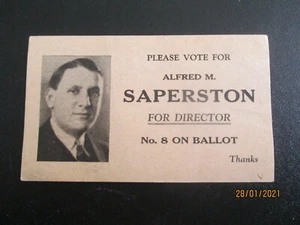 PLEASE VOTE FOR
ALFRED M.
SAPERSTON
FOR DIRECTOR
No. 8 ON BALLOT
Thanks
28/01/2021